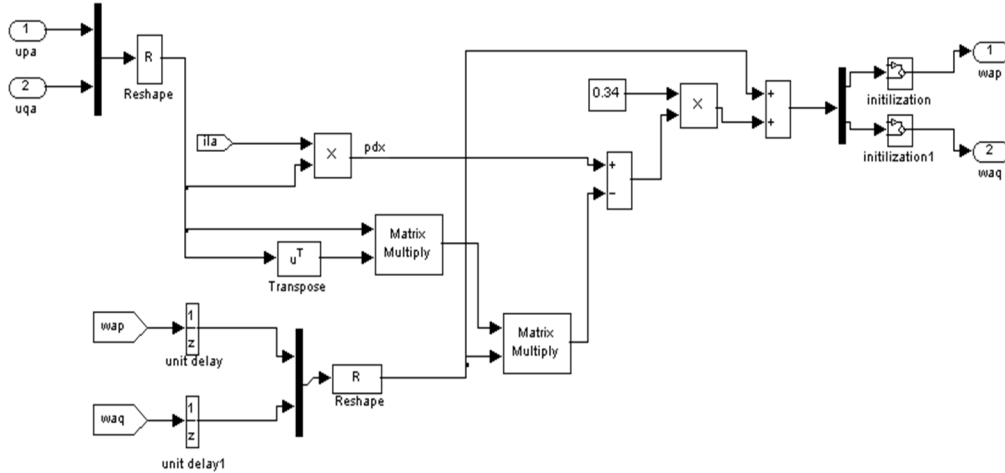 1
upa
2
uqa
R
Reshape
ila
X
pdx
Matrix
Multiply
uT
Transpose
wap
1
z
unit delay
waq
1
z
unit delay1
R
Reshape
Matrix
Multiply
+
−
0.34
X
+
+
initilization
initilization1
1
wap
2
waq